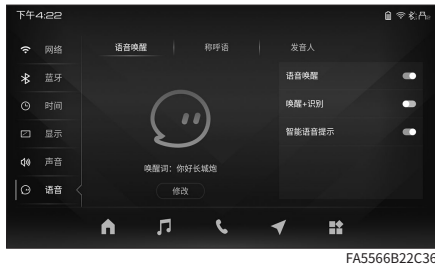 下午4:22
网络
语音唤醒
称呼语
发音人
蓝牙
语音唤醒
时间
唤醒+识别
显示
智能语音提示
声音
唤醒词：你好长城炮
语音
修改
FA5566B22C36